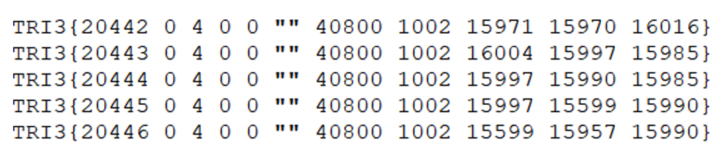 TRI3{20442 0 4 0 0 "" 40800 1002 15971 15970 16016}
TRI3{20443 0 4 0 0 "" 40800 1002 16004 15997 15985}
TRI3{20444 0 4 0 0 "" 40800 1002 15997 15990 15985}
TRI3{20445 0 4 0 0 "" 40800 1002 15997 15599 15990}
TRI3{20446 0 4 0 0 "" 40800 1002 15599 15957 15990}